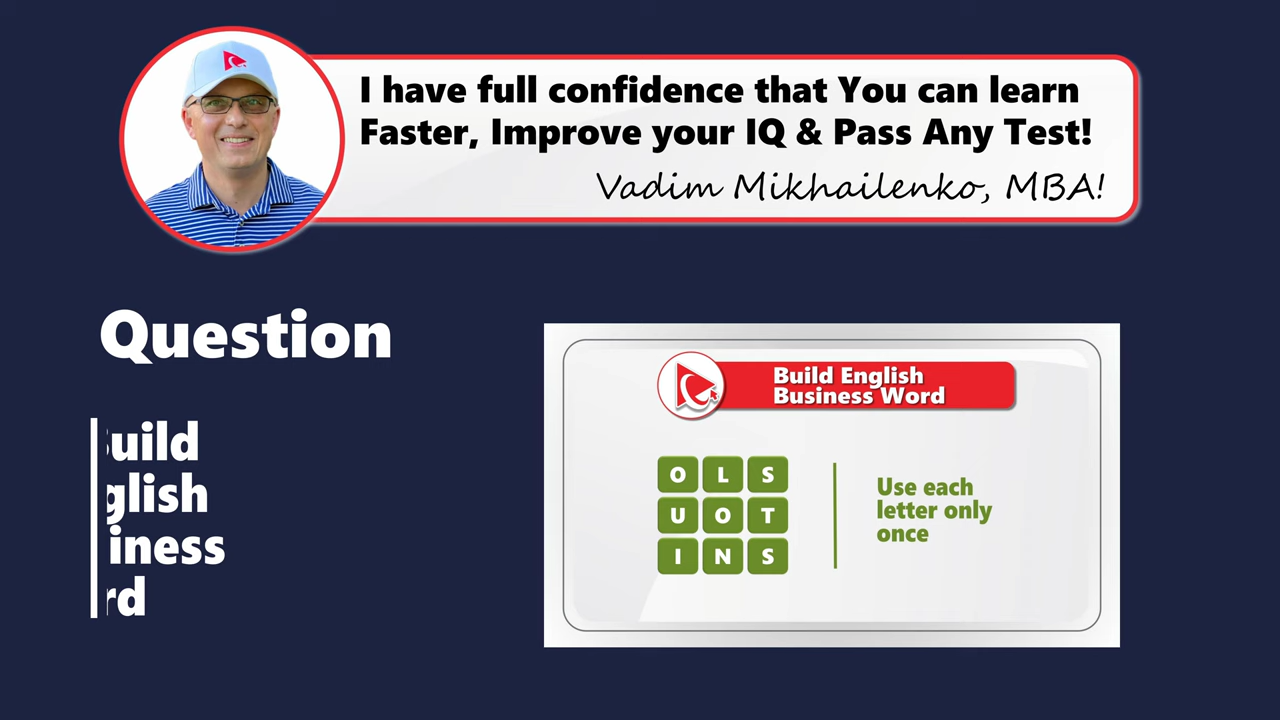 I have full confidence that You can learn
Faster, Improve your IQ & Pass Any Test!
Vadim Mikhailenko, MBA!
Question
uild
glish
iness
rd
Build English
Business Word
O L S
U O T
I N S
Use each
letter only
once